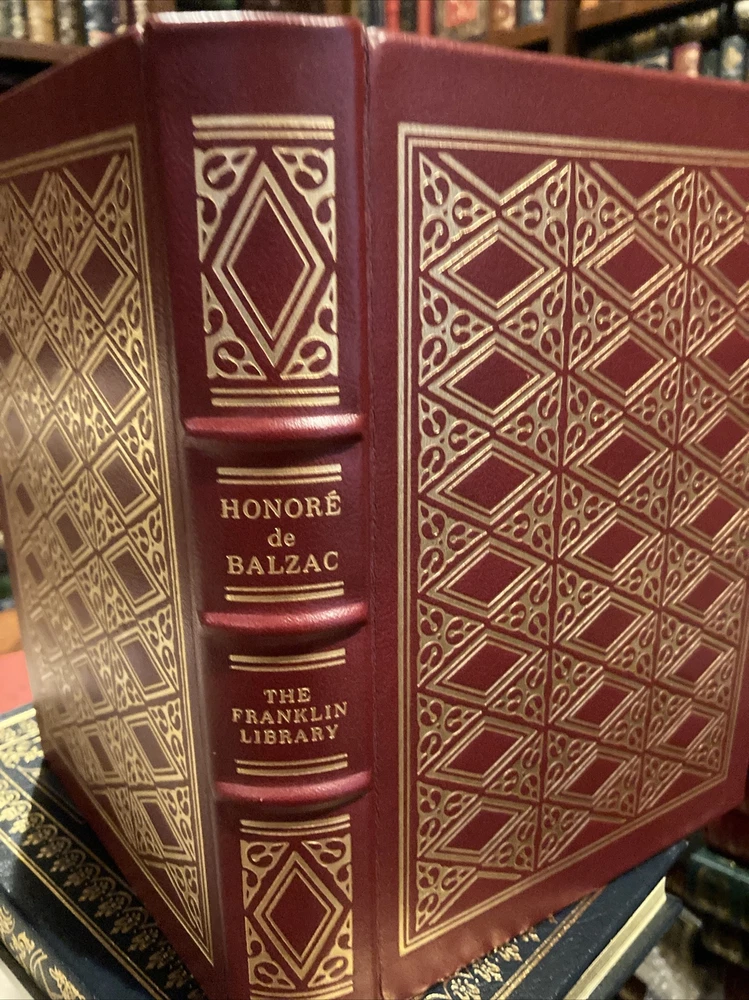 HONORÉ
de
BALZAC
THE
FRANKLIN
LIBRARY